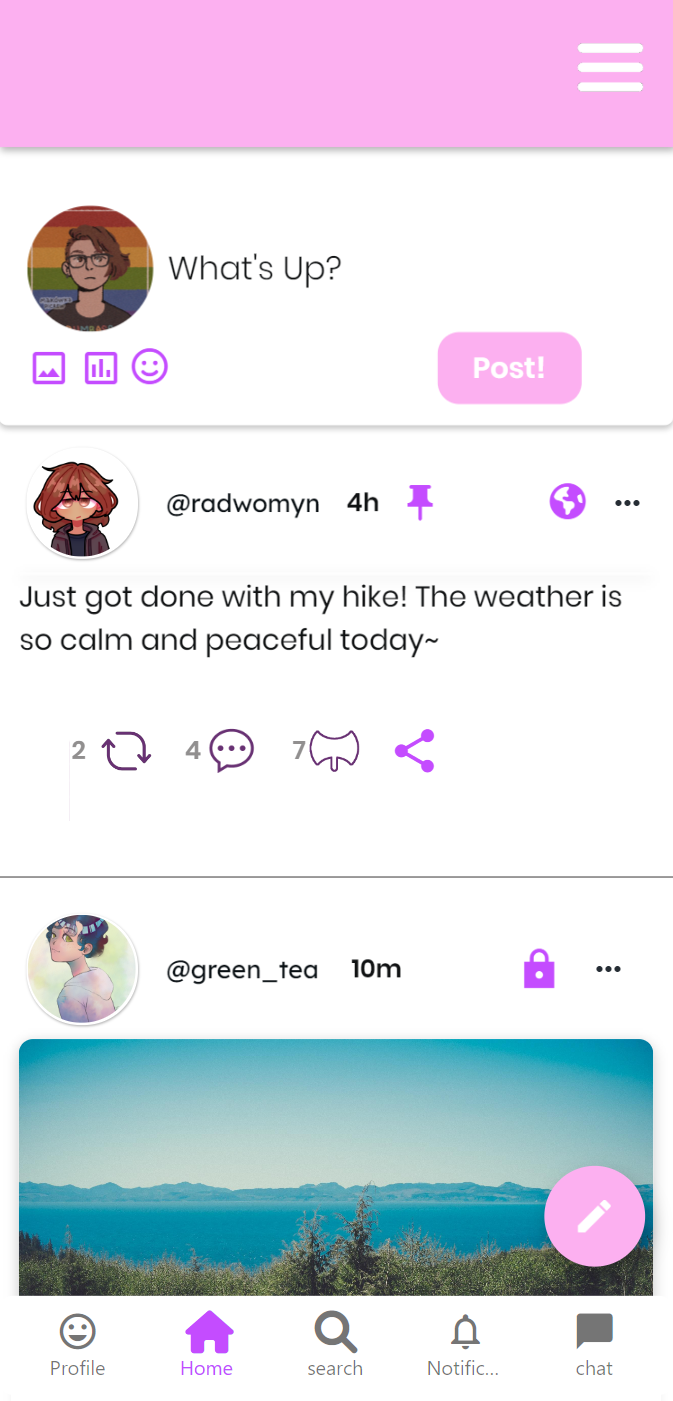 What's Up?
Post!
@radwomyn 4h
Just got done with my hike! The weather is
so calm and peaceful today~
2 4 7
@green_tea 10m
Profile Home search Notific... chat